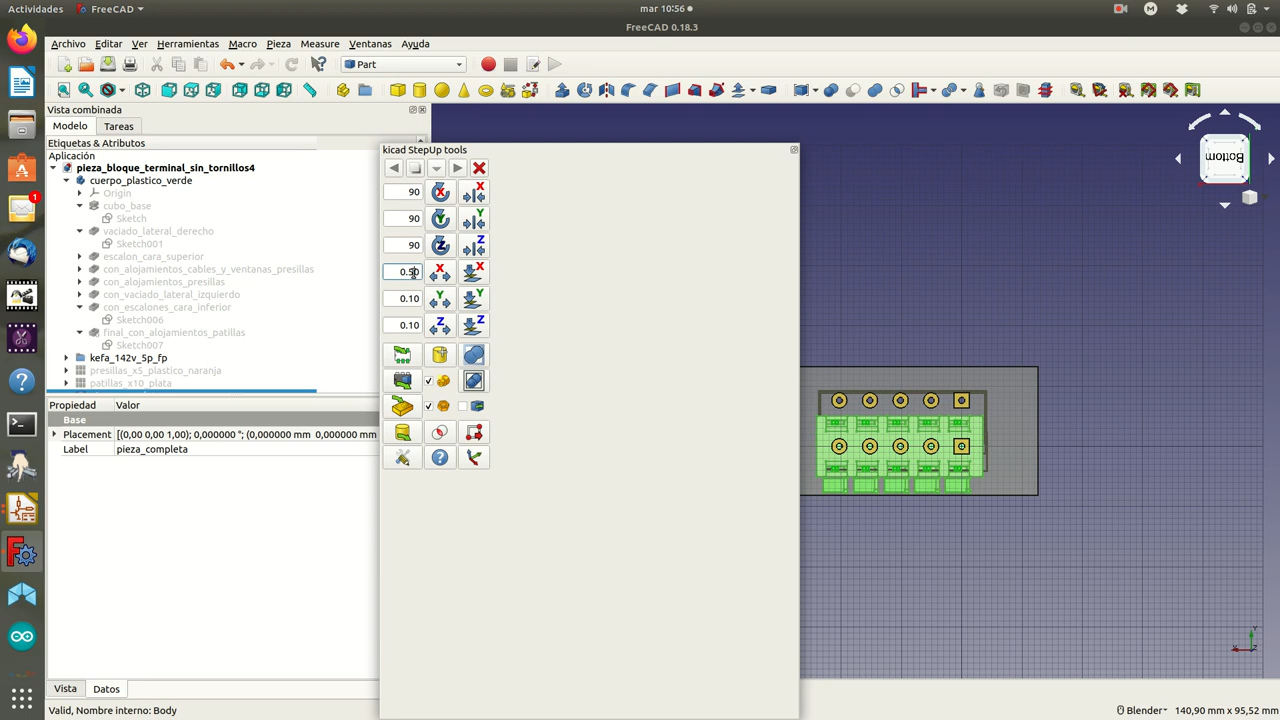 Actividades FreeCAD mar 10:56
FreeCAD 0.18.3
Archivo Editar Ver Herramientas Macro Pieza Measure Ventanas Ayuda
Part
Vista combinada
Modelo Tareas
Etiquetas & Atributos
Aplicación
pieza_bloque_terminal_sin_tornillos4
cuerpo_plastico_verde
Origin
cubo_base
Sketch
vaciado_lateral_derecho
Sketch001
escalon_cara_superior
con_alojamientos_cables_y_ventanas_presillas
con_alojamientos_presillas
con_vaciado_lateral_izquierdo
con_escalones_cara_inferior
Sketch006
final_con_alojamientos_patillas
Sketch007
kefa_142v_5p_fp
presillas_x5_plastico_naranja
patillas_x10_plata
Propiedad Valor
Base
Placement [(0,00 0,00 1,00); 0,000000 °; (0,000000 mm 0,000000 mm
Label pieza_completa
Vista Datos
Valid, Nombre interno: Body
kicad StepUp tools
90 X X
90 Y Y
90 Z Z
X X
0.10 Y Y
0.10 Z Z
Bottom
Y
X Z
Blender 140,90 mm x 95,52 mm
1